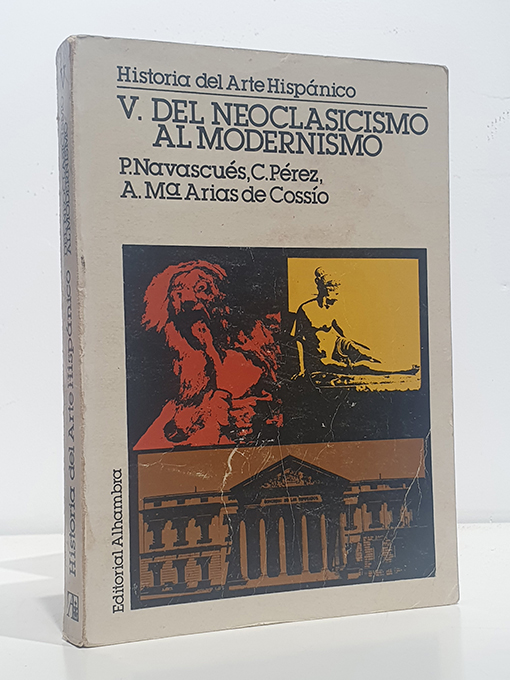 Historia del Arte Hispánico
V. DEL NEOCLASICISMO
AL MODERNISMO
P. Navascués, C. Pérez,
A. Mª Arias de Cossío
Editorial Alhambra
Historia del Arte Hispánico